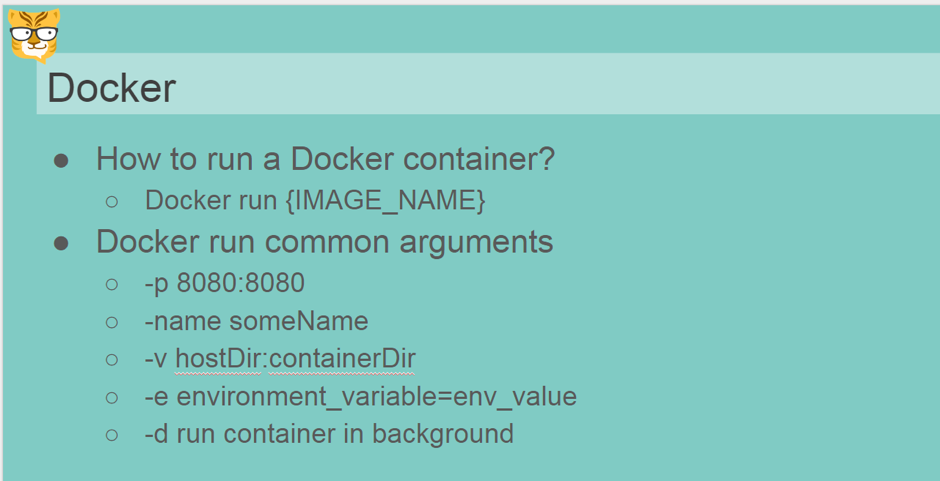 Docker
● How to run a Docker container?
○ Docker run {IMAGE_NAME}
● Docker run common arguments
○ -p 8080:8080
○ -name someName
○ -v hostDir:containerDir
○ -e environment_variable=env_value
○ -d run container in background